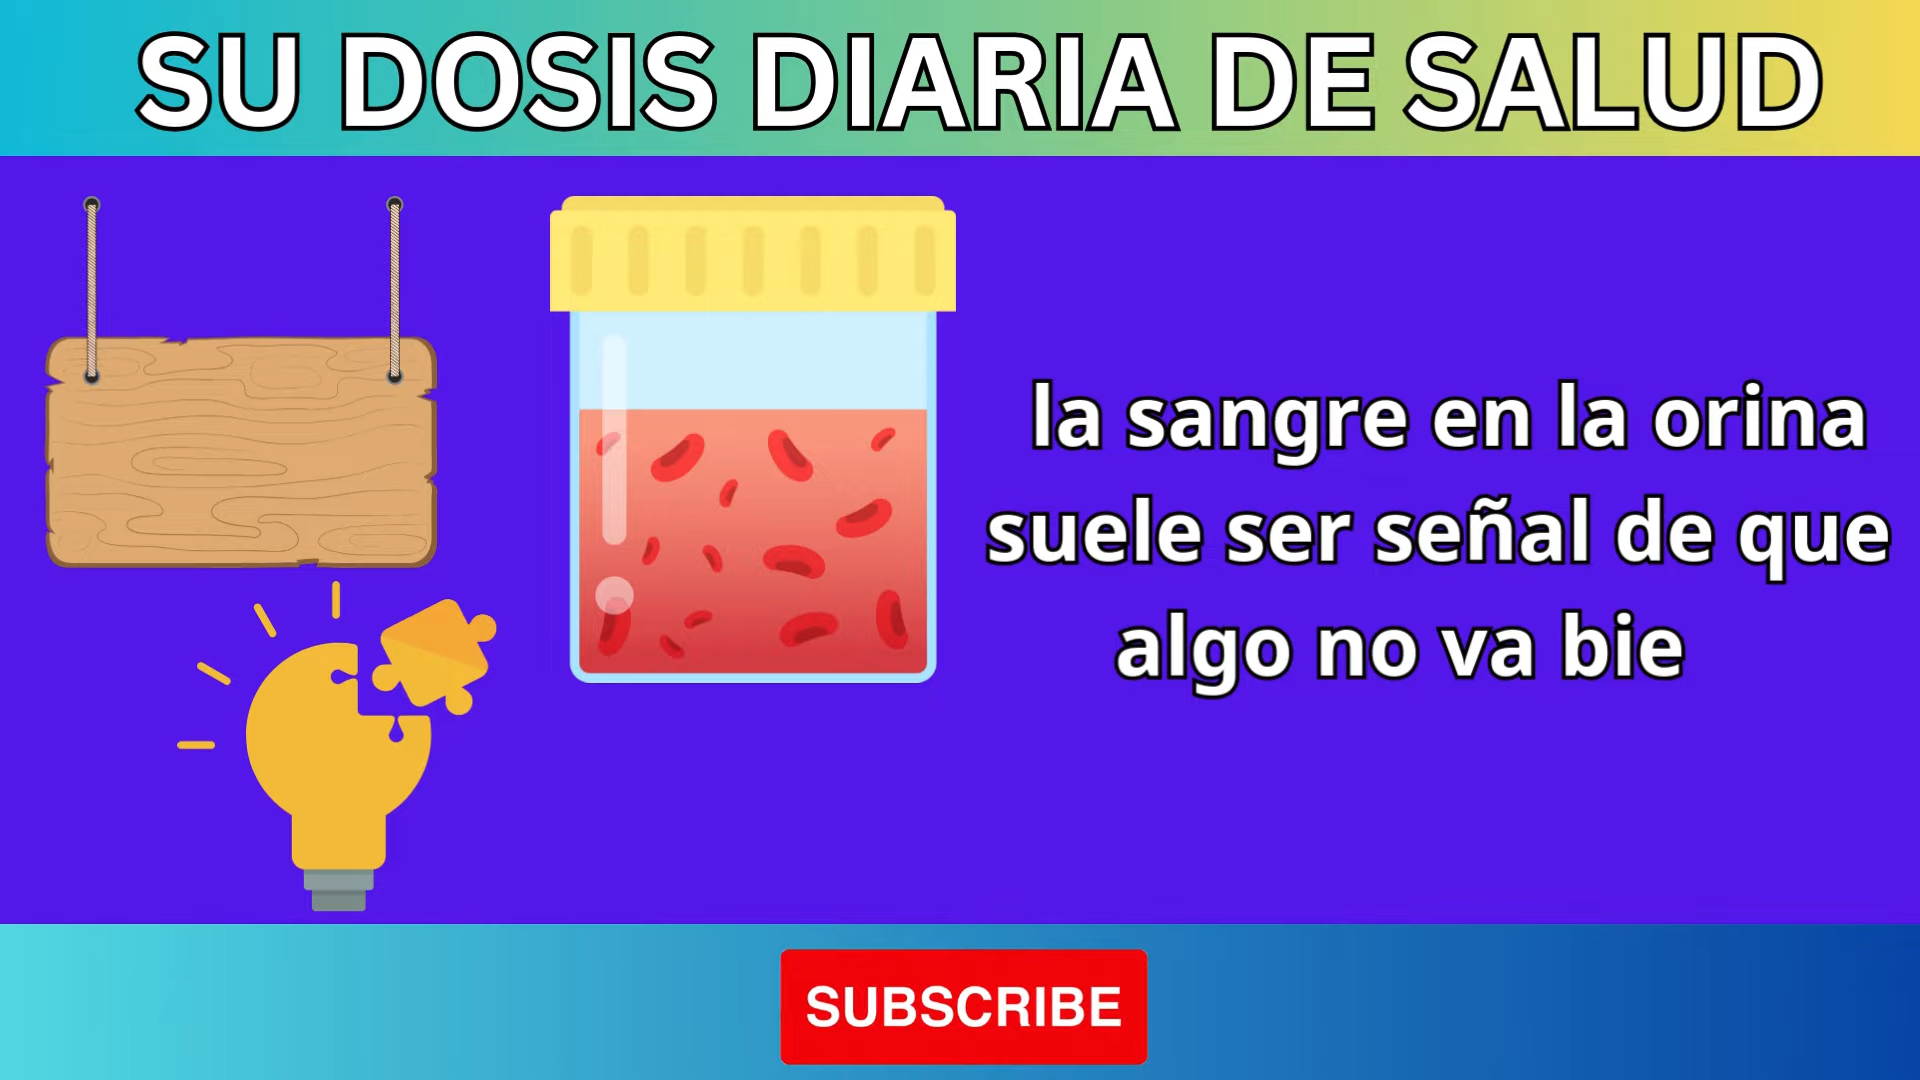 SU DOSIS DIARIA DE SALUD
la sangre en la orina
suele ser señal de que
algo no va bie
SUBSCRIBE